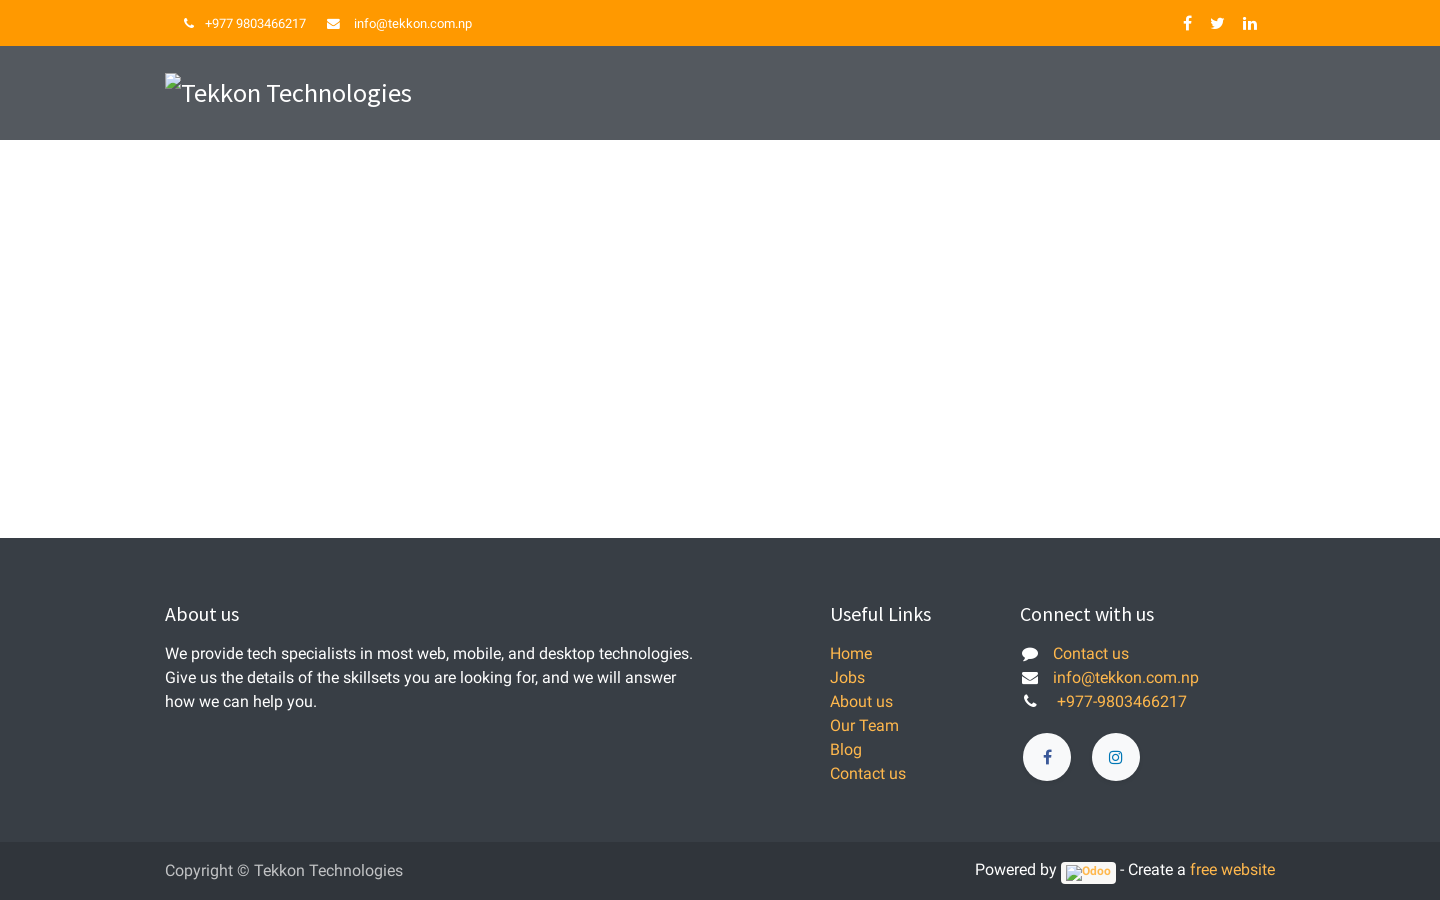 +977 9803466217 info@tekkon.com.np
Tekkon Technologies
About us
We provide tech specialists in most web, mobile, and desktop technologies.
Give us the details of the skillsets you are looking for, and we will answer
how we can help you.
Useful Links
Home
Jobs
About us
Our Team
Blog
Contact us
Connect with us
Contact us
info@tekkon.com.np
+977-9803466217
Copyright © Tekkon Technologies
Powered by Odoo - Create a free website